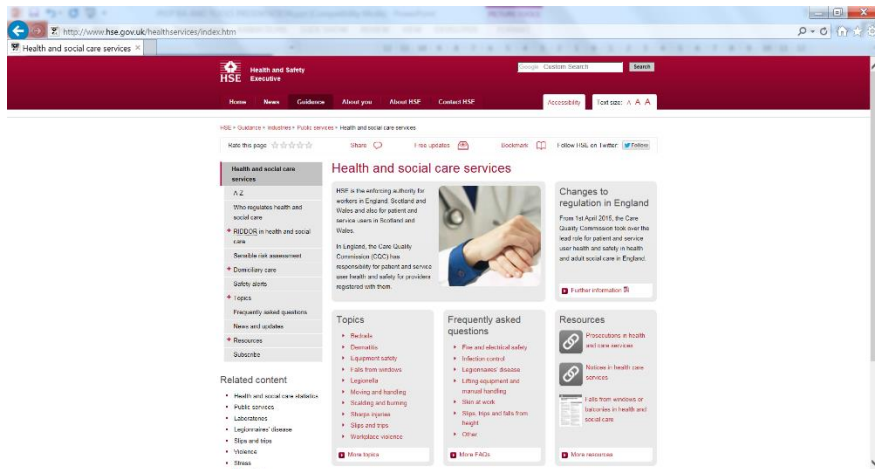 http://www.hse.gov.uk/healthservices/index.htm
Health and social care services
HSE
Health and Safety
Executive
Custom Search
Search
Home
News
Guidance
About you
About HSE
Contact HSE
Accessibility
Text size: A A A
HSE
Guidance
Industries
Public services
Health and social care services
Rate this page
Share
Free updates
Bookmark
Follow HSE on Twitter:
Follow
Health and social care
services
A-Z
Who regulates health and
social care
RIDDOR in health and social
care
Sensible risk assessment
Domiciliary care
Safety alerts
Topics
Frequently asked questions
News and updates
Resources
Subscribe
Related content
Health and social care statistics
Public services
Laboratories
Legionnaires' disease
Slips and trips
Violence
Stress
Health and social care services
HSE is the enforcing authority for
workers in England, Scotland and
Wales and also for patient and
service users in Scotland and
Wales.
In England, the Care Quality
Commission (CQC) has
responsibility for patient and service
user health and safety for providers
registered with them.
Changes to
regulation in England
From 1st April 2015, the Care
Quality Commission took over the
lead role for patient and service
user health and safety in health
and adult social care in England.
Further information
Topics
Bedrails
Dermatitis
Equipment safety
Falls from windows
Legionella
Moving and handling
Scalding and burning
Sharps injuries
Slips and trips
Workplace violence
More topics
Frequently asked
questions
Fire and electrical safety
Infection control
Legionnaires' disease
Lifting equipment and
manual handling
Skin at work
Slips, trips and falls from
height
Other
More FAQs
Resources
Prosecutions in health
and care services
Notices in health care
services
Falls from windows or
balconies in health and
social care
More resources